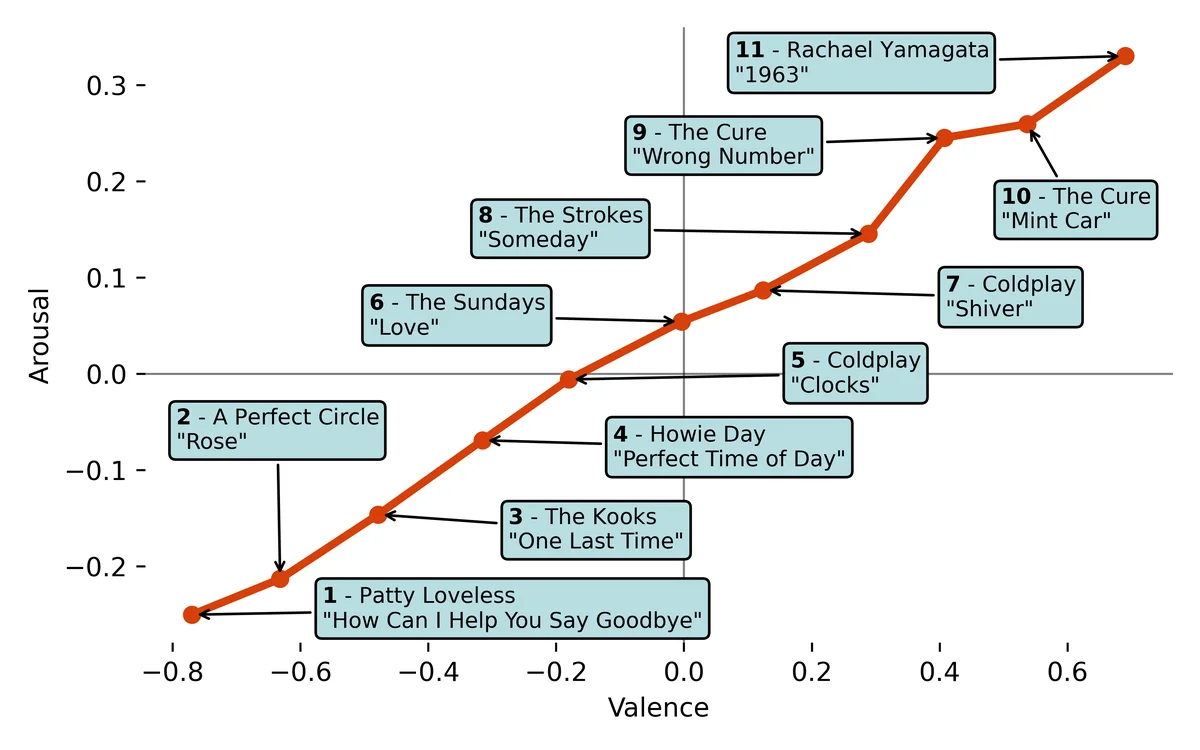 11 - Rachael Yamagata
"1963"
9 - The Cure
"Wrong Number"
10 - The Cure
"Mint Car"
8 - The Strokes
"Someday"
7 - Coldplay
"Shiver"
6 - The Sundays
"Love"
5 - Coldplay
"Clocks"
2 - A Perfect Circle
"Rose"
4 - Howie Day
"Perfect Time of Day"
3 - The Kooks
"One Last Time"
1 - Patty Loveless
"How Can I Help You Say Goodbye"
Arousal
0.3
0.2
0.1
0.0
−0.1
−0.2
−0.8 −0.6 −0.4 −0.2 0.0 0.2 0.4 0.6
Valence